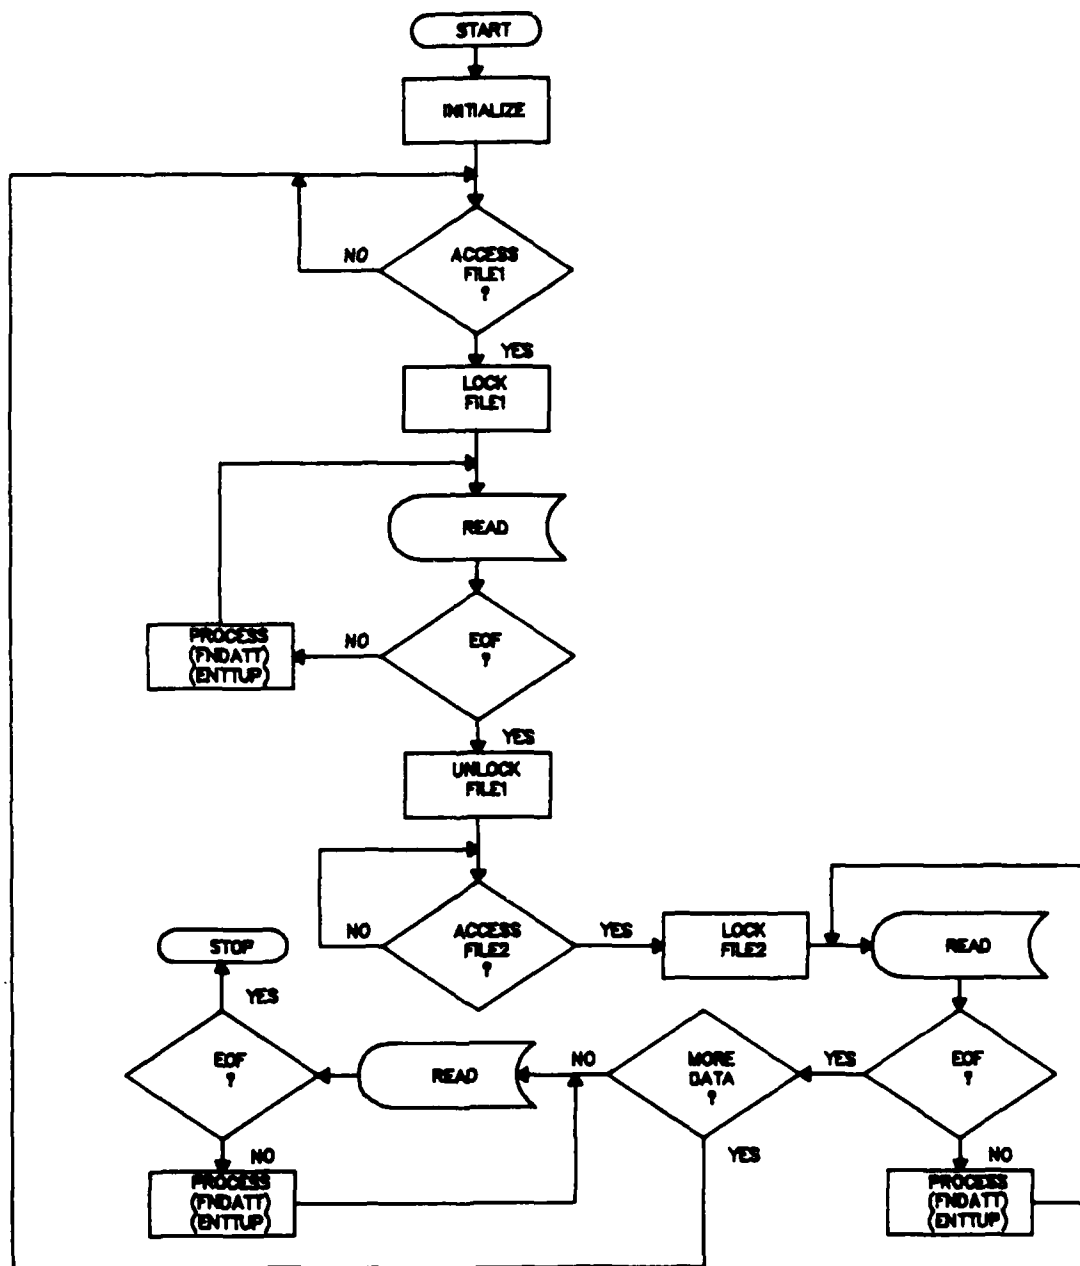 START
INITIALIZE
ACCESS
FILE1
?
NO
YES
LOCK
FILE1
READ
EOF
?
NO
PROCESS
(FNDATT)
(ENTTUP)
YES
UNLOCK
FILE1
ACCESS
FILE2
?
NO
YES
LOCK
FILE2
READ
EOF
?
YES
NO
PROCESS
(FNDATT)
(ENTTUP)
MORE
DATA
?
NO
YES
READ
EOF
?
YES
STOP
NO
PROCESS
(FNDATT)
(ENTTUP)